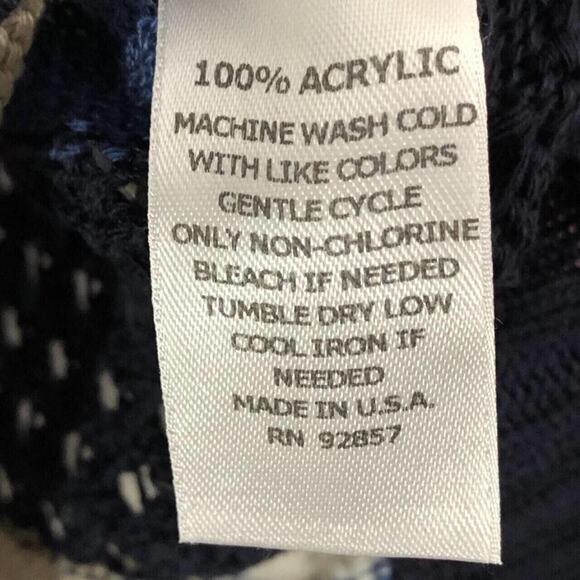 100% ACRYLIC
MACHINE WASH COLD
WITH LIKE COLORS
GENTLE CYCLE
ONLY NON-CHLORINE
BLEACH IF NEEDED
TUMBLE DRY LOW
COOL IRON IF
NEEDED
MADE IN U.S.A.
RN 92857